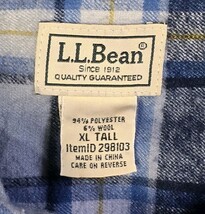 L.L.Bean®
Since 1912
QUALITY GUARANTEED
94% POLYESTER
6% WOOL
XL TALL
ItemID 298103
MADE IN CHINA
CARE ON REVERSE